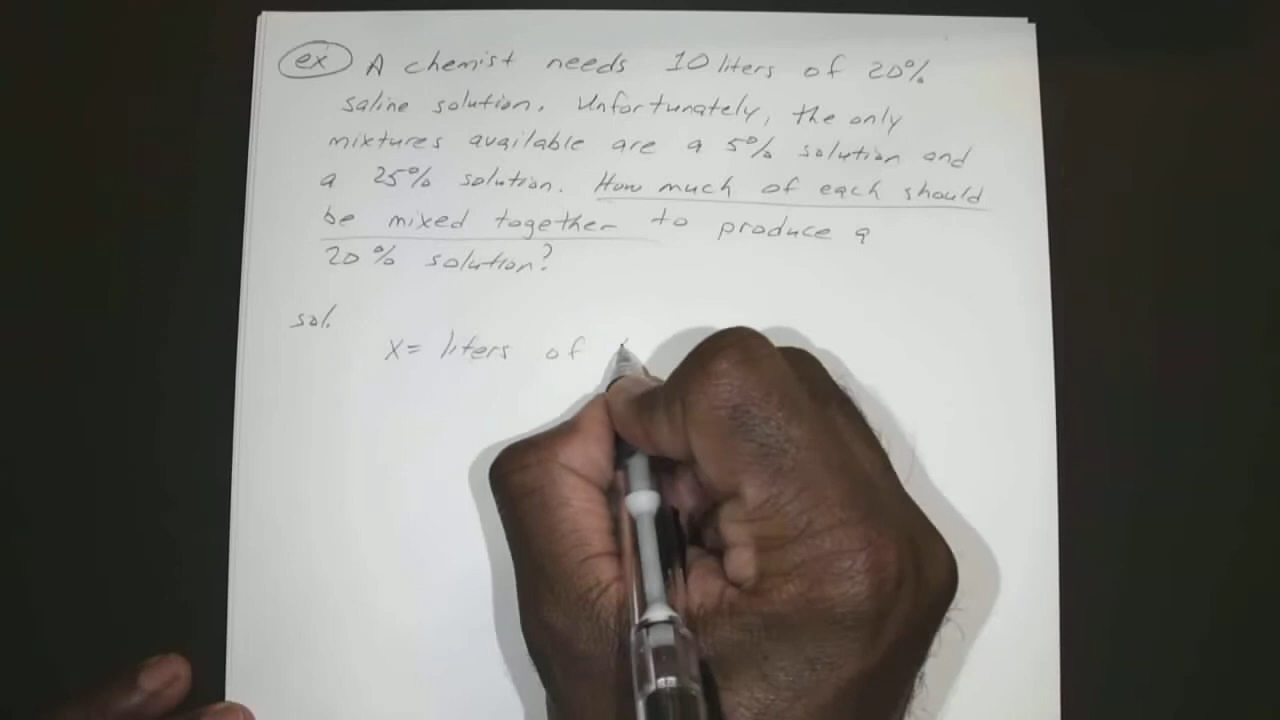 ex A chemist needs 10 liters of 20%
saline solution. Unfortunately, the only
mixtures available are a 5% solution and
a 25% solution. How much of each should
be mixed together to produce a
20% solution?
sol.
x= liters of